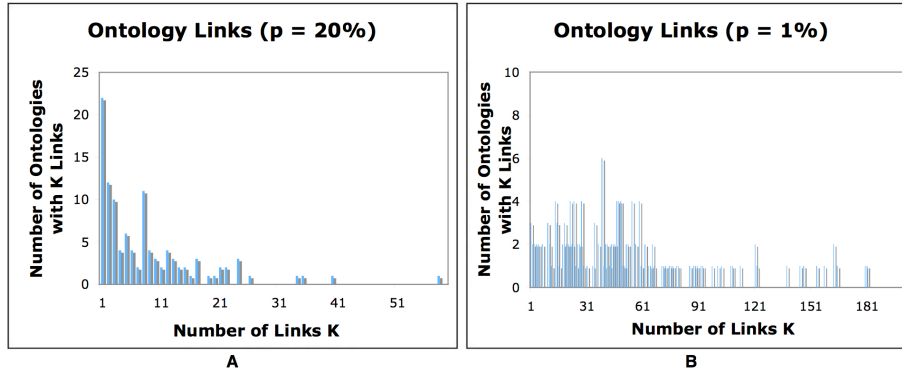 Ontology Links (p = 20%)
Number of Ontologies
with K Links
25
20
15
10
5
0
1 11 21 31 41 51
Number of Links K
A
Ontology Links (p = 1%)
Number of Ontologies
with K Links
10
8
6
4
2
0
1 31 31 61 91 121 151 181
Number of Links K
B